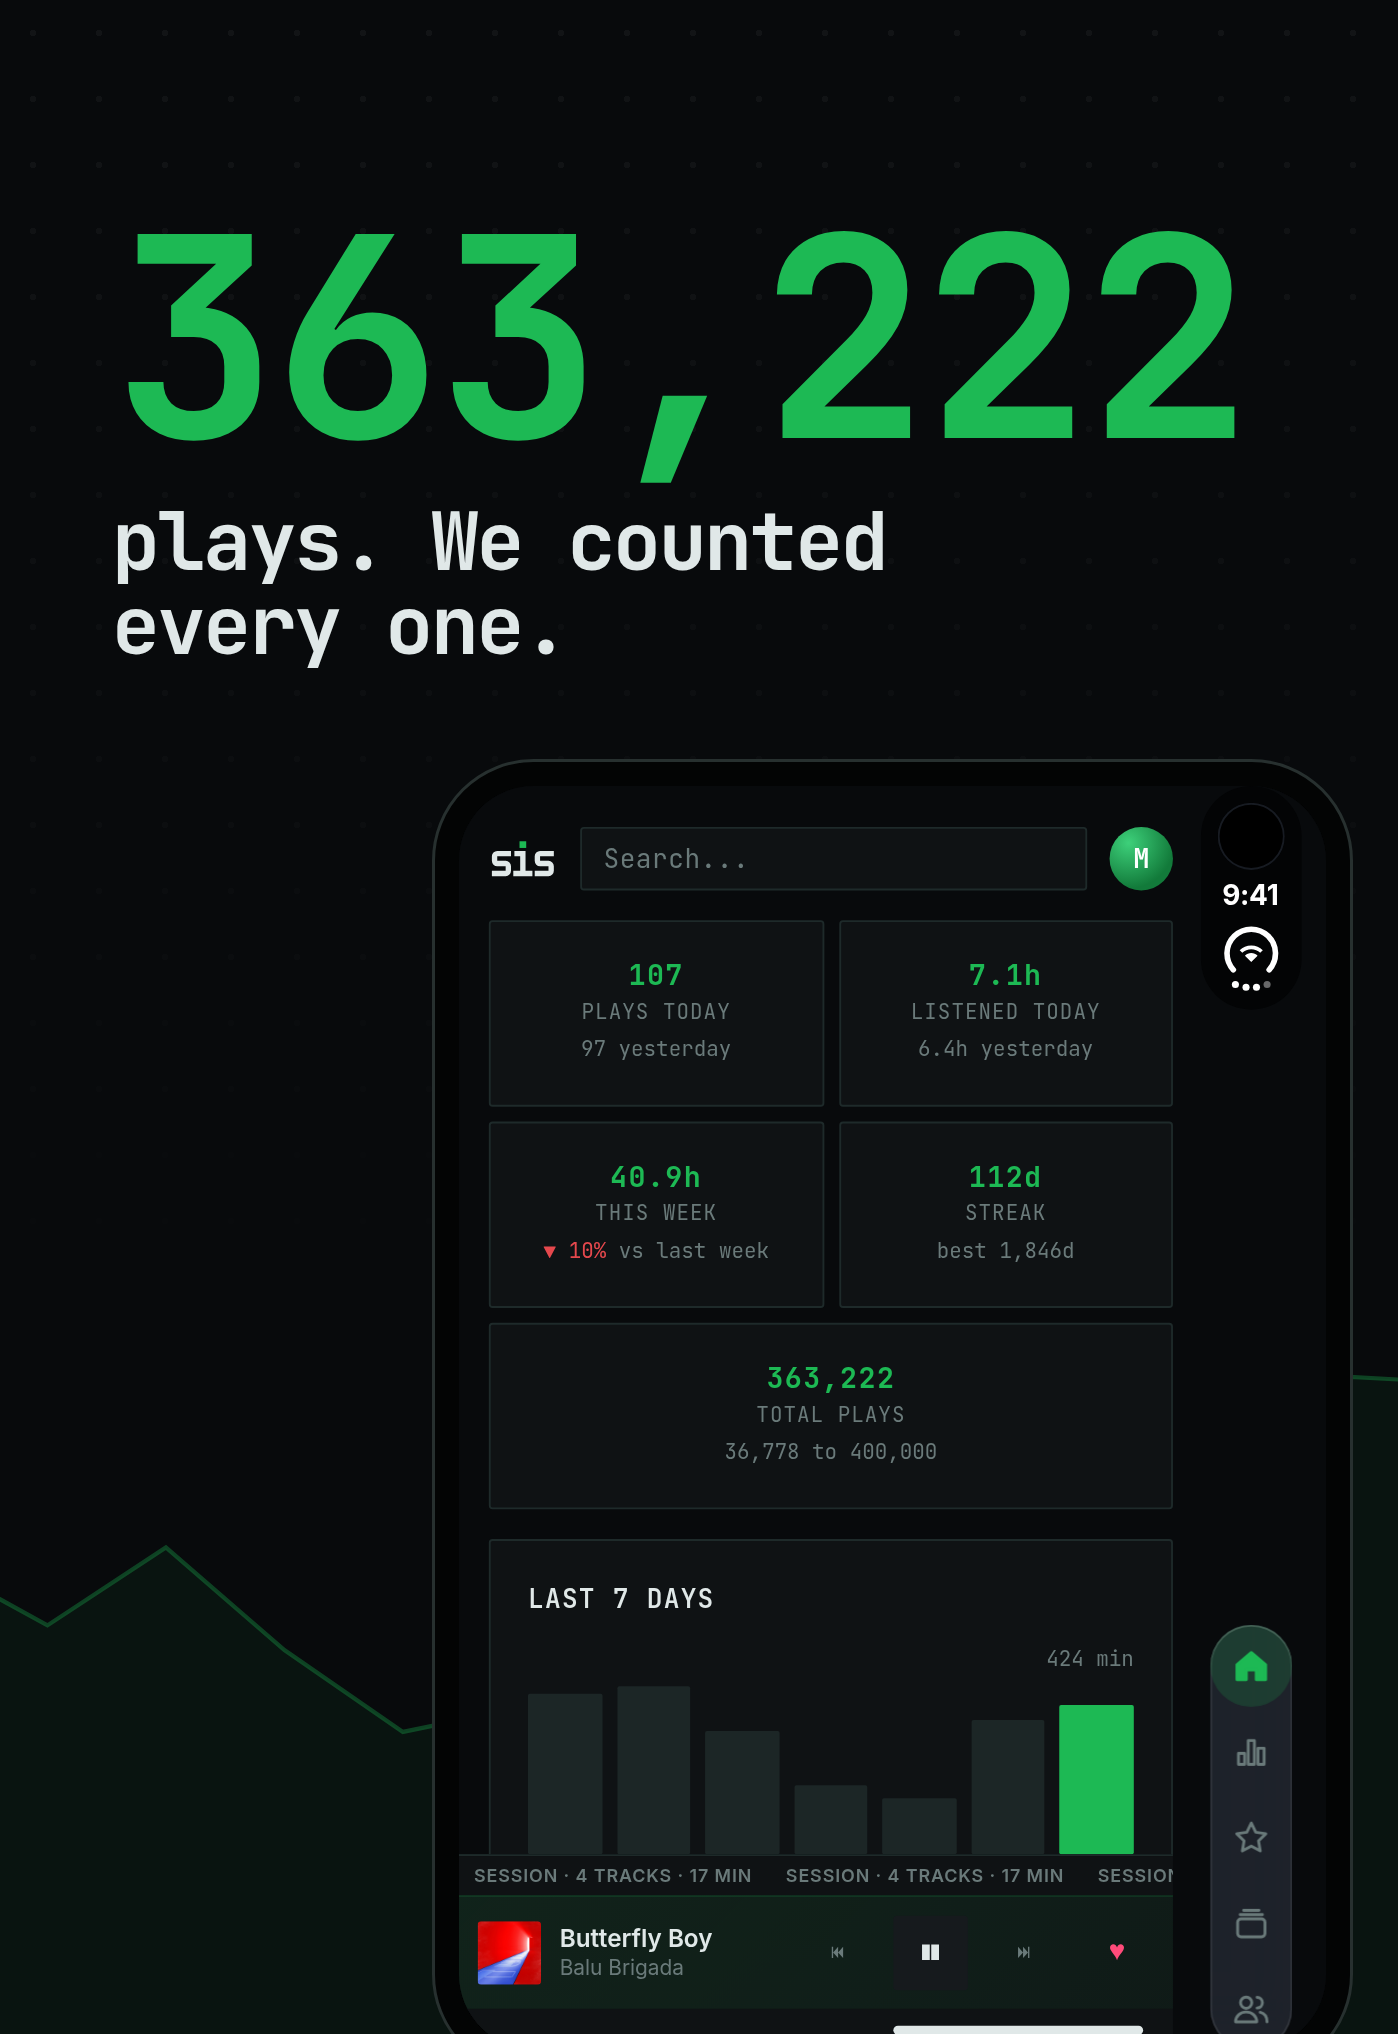 363,222
plays. We counted
every one.
sis
Search...
M
9:41
107
PLAYS TODAY
97 yesterday
7.1h
LISTENED TODAY
6.4h yesterday
40.9h
THIS WEEK
▼ 10% vs last week
112d
STREAK
best 1,846d
363,222
TOTAL PLAYS
36,778 to 400,000
LAST 7 DAYS
424 min
SESSION · 4 TRACKS · 17 MIN SESSION · 4 TRACKS · 17 MIN SESSION
Butterfly Boy
Balu Brigada